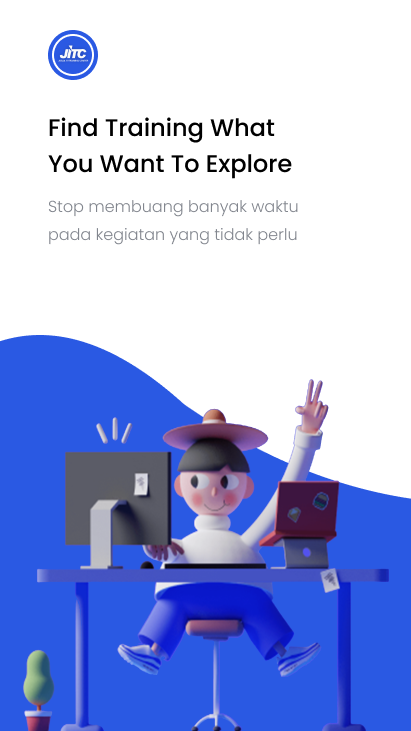 JITC
Find Training What
You Want To Explore
Stop membuang banyak waktu
pada kegiatan yang tidak perlu